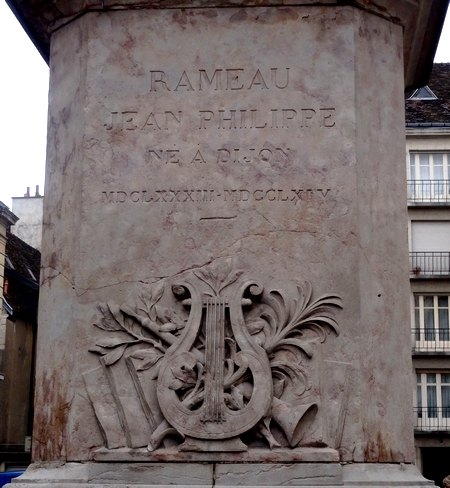 RAMEAU
JEAN PHILIPPE
NÉ À DIJON
MDCLXXXIII-MDCCLXIV